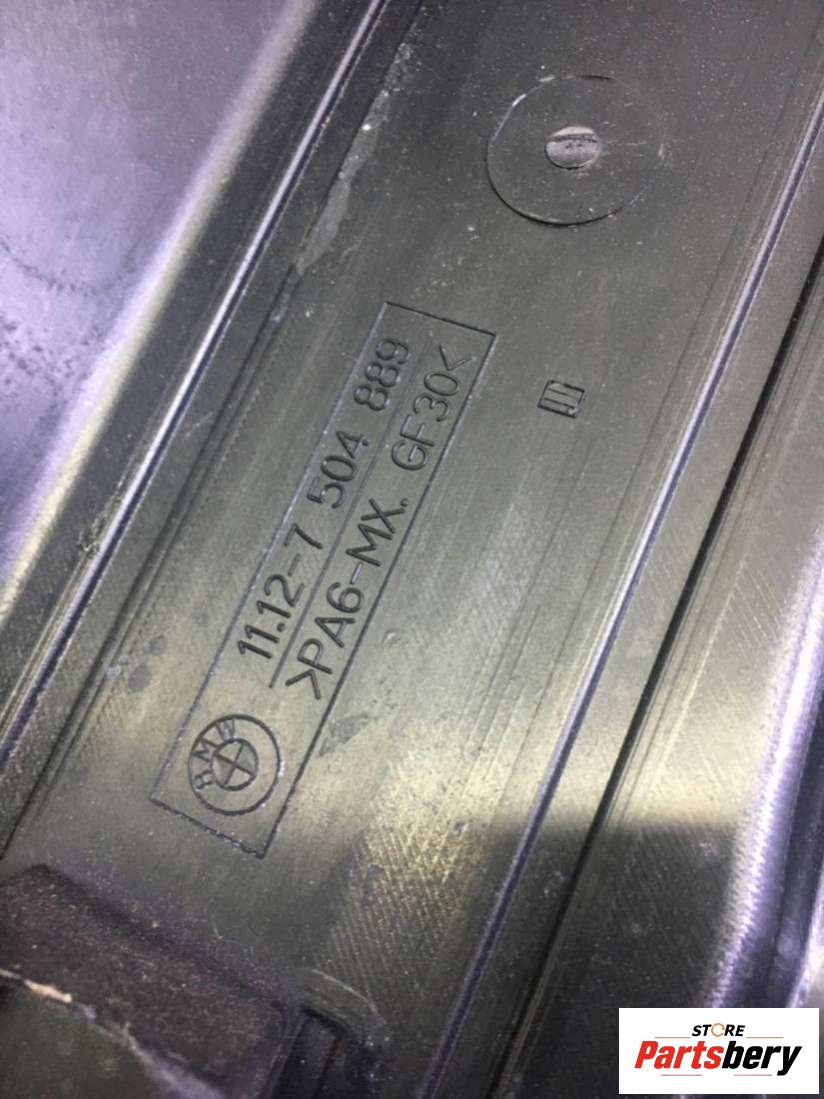 11.12-7 504 889
>PA6-MX. GF30<
BMW
STORE
Partsbery